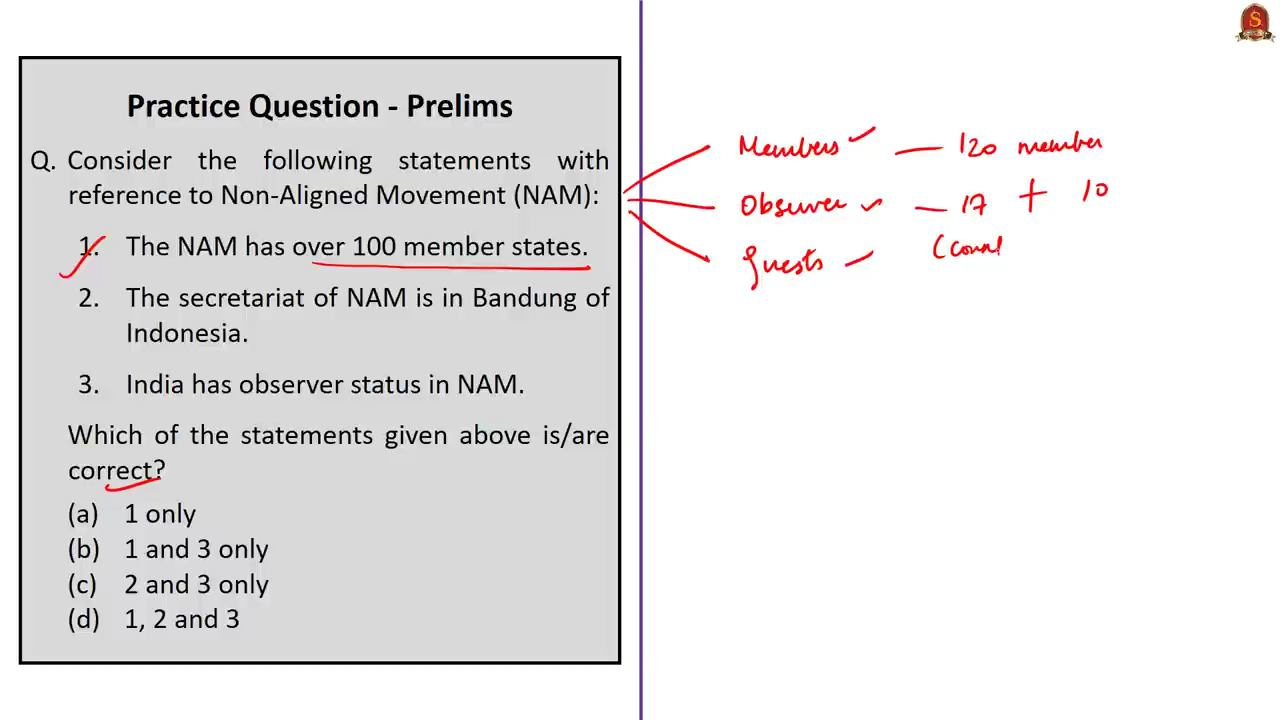 Practice Question - Prelims
Q. Consider the following statements with
reference to Non-Aligned Movement (NAM):
1. The NAM has over 100 member states.
2. The secretariat of NAM is in Bandung of
Indonesia.
3. India has observer status in NAM.
Which of the statements given above is/are
correct?
(a) 1 only
(b) 1 and 3 only
(c) 2 and 3 only
(d) 1, 2 and 3
Members — 120 member
Observer — 17 + 10
Guests
S